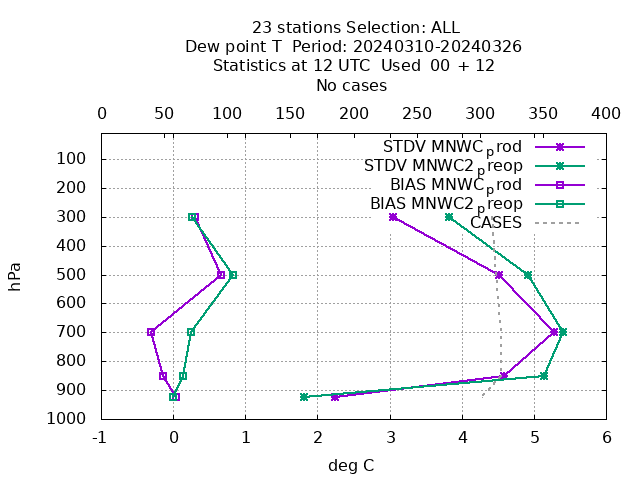 23 stations Selection: ALL
Dew point T  Period: 20240310-20240326
Statistics at 12 UTC  Used  00 + 12
No cases
0 50 100 150 200 250 300 350 400
STDV MNWC_prod
STDV MNWC2_preop
BIAS MNWC_prod
BIAS MNWC2_preop
CASES
100
200
300
400
500
600
700
800
900
1000
hPa
-1 0 1 2 3 4 5 6
deg C